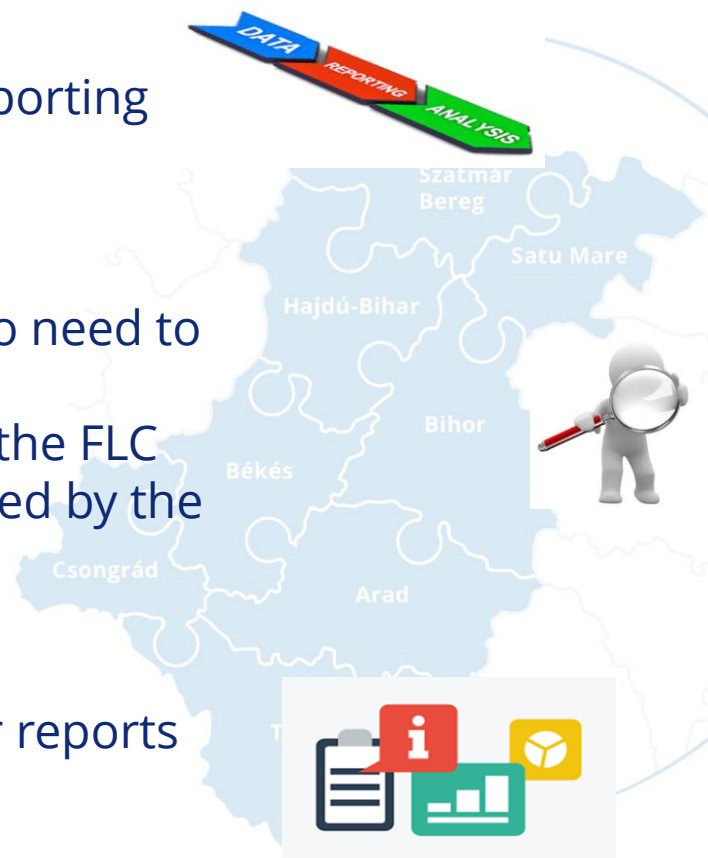 DATA
REPORTING
ANALYSIS
porting
Szatmár
Bereg
Satu Mare
Hajdú-Bihar
o need to
Bihor
the FLC
Békés
ed by the
Csongrád
Arad
r reports
T
i